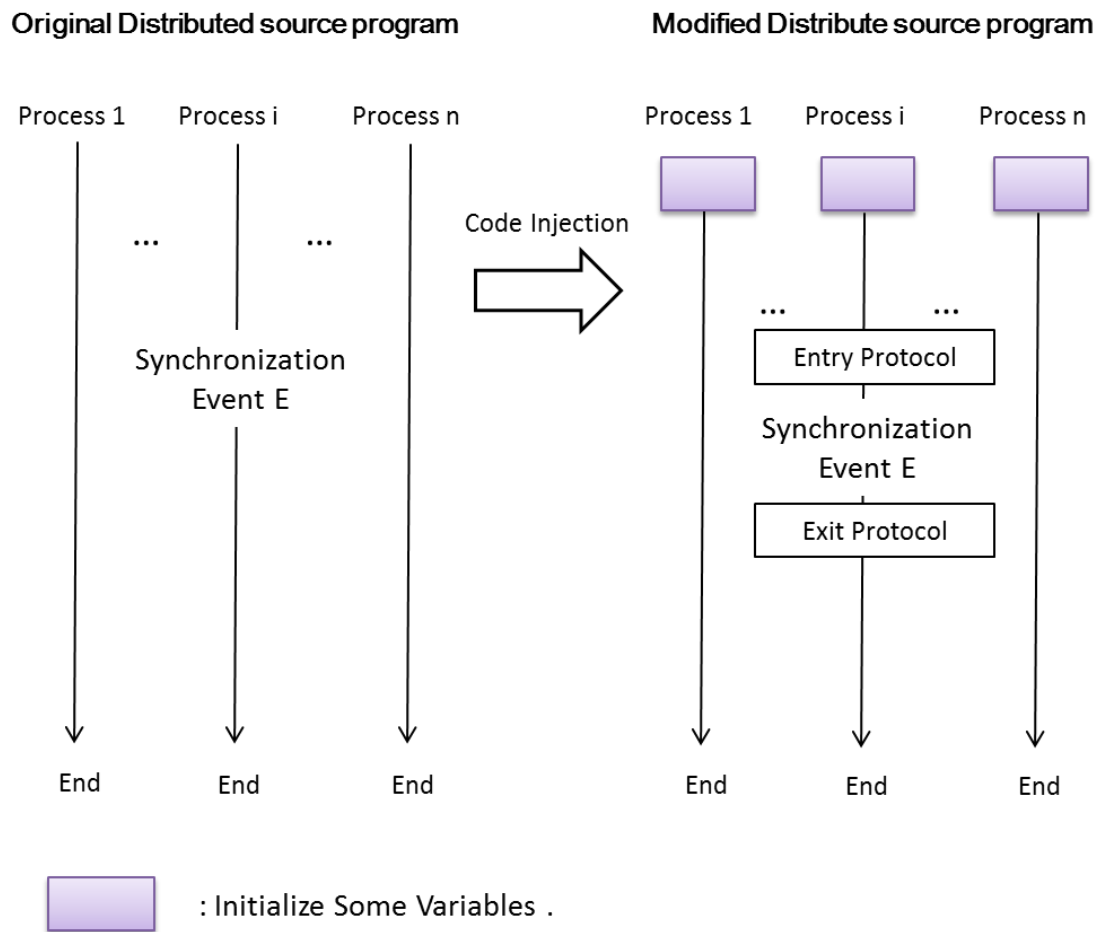 Original Distributed source program
Modified Distribute source program
Process 1
Process i
Process n
Process 1
Process i
Process n
...
...
Code Injection
...
...
Synchronization
Event E
Entry Protocol
Synchronization
Event E
Exit Protocol
End
End
End
End
End
End
: Initialize Some Variables .